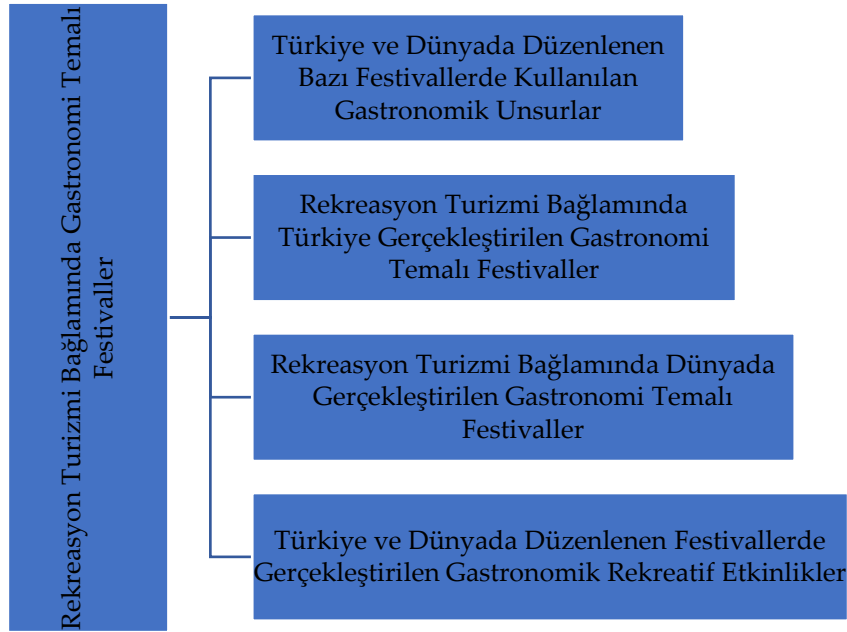 Rekreasyon Turizmi Bağlamında Gastronomi Temalı
Festivaller
Türkiye ve Dünyada Düzenlenen
Bazı Festivallerde Kullanılan
Gastronomik Unsurlar
Rekreasyon Turizmi Bağlamında
Türkiye Gerçekleştirilen Gastronomi
Temalı Festivaller
Rekreasyon Turizmi Bağlamında Dünyada
Gerçekleştirilen Gastronomi Temalı
Festivaller
Türkiye ve Dünyada Düzenlenen Festivallerde
Gerçekleştirilen Gastronomik Rekreatif Etkinlikler